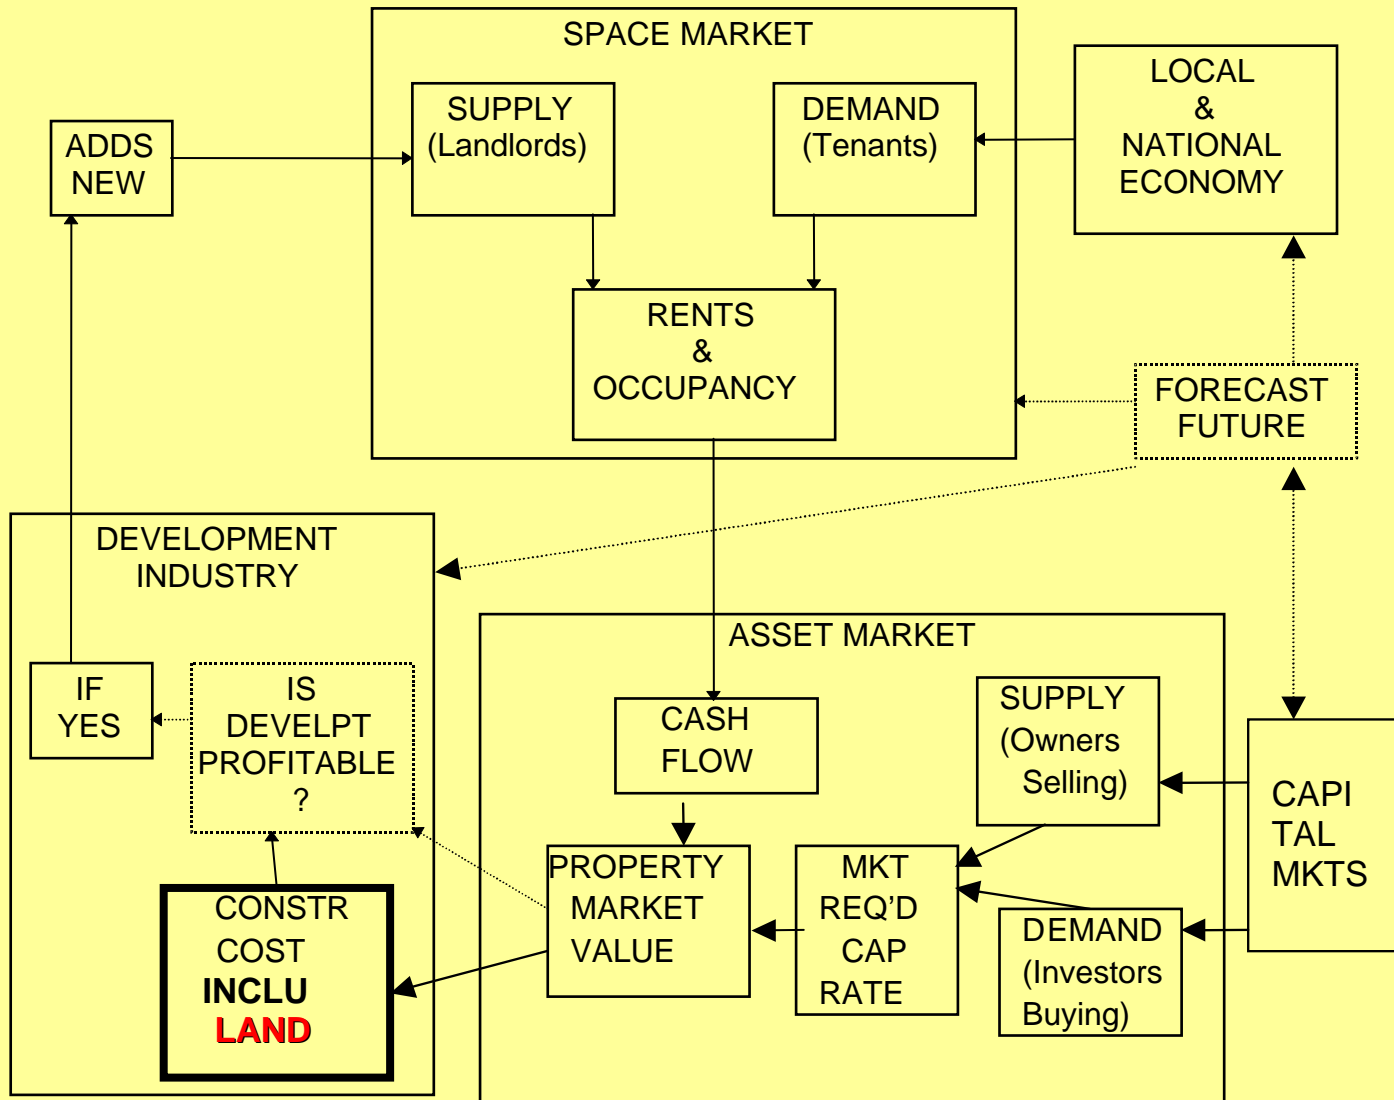 SPACE MARKET
SUPPLY
(Landlords)
DEMAND
(Tenants)
LOCAL
&
NATIONAL
ECONOMY
ADDS
NEW
RENTS
&
OCCUPANCY
FORECAST
FUTURE
DEVELOPMENT
INDUSTRY
IF
YES
IS
DEVELPT
PROFITABLE
?
CONSTR
COST
INCLU
LAND
ASSET MARKET
CASH
FLOW
SUPPLY
(Owners
Selling)
PROPERTY
MARKET
VALUE
MKT
REQ’D
CAP
RATE
DEMAND
(Investors
Buying)
CAPI
TAL
MKTS